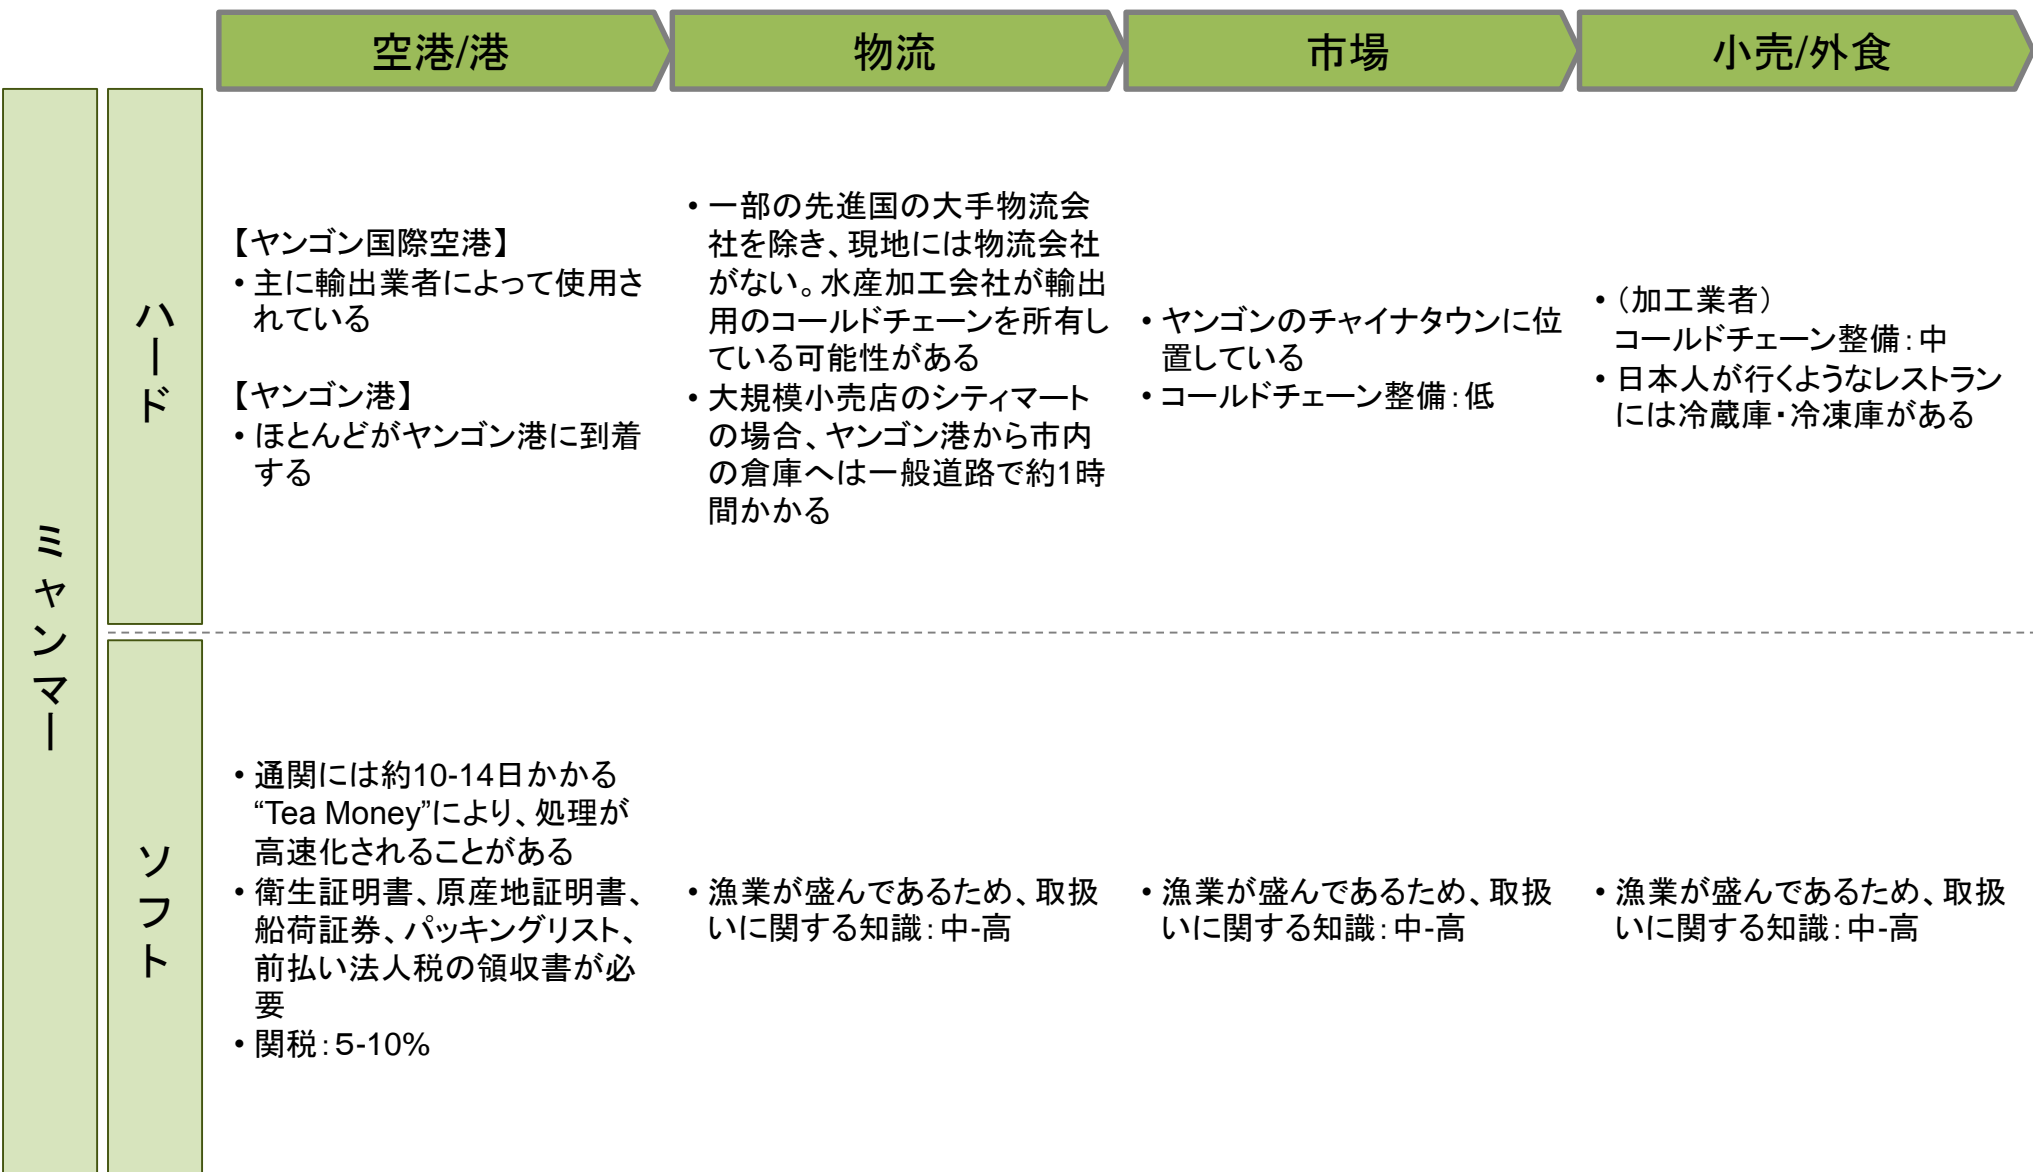 空港/港
物流
市場
小売/外食
ミャンマー
ハード
【ヤンゴン国際空港】
• 主に輸出業者によって使用さ
れている
【ヤンゴン港】
• ほとんどがヤンゴン港に到着
する
• 一部の先進国の大手物流会
社を除き、現地には物流会社
がない。水産加工会社が輸出
用のコールドチェーンを所有し
ている可能性がある
• 大規模小売店のシティマート
の場合、ヤンゴン港から市内
の倉庫へは一般道路で約1時
間かかる
• ヤンゴンのチャイナタウンに位
置している
• コールドチェーン整備：低
• （加工業者）
コールドチェーン整備：中
• 日本人が行くようなレストラン
には冷蔵庫・冷凍庫がある
ソフト
• 通関には約10-14日かかる
“Tea Money”により、処理が
高速化されることがある
• 衛生証明書、原産地証明書、
船荷証券、パッキングリスト、
前払い法人税の領収書が必
要
• 関税：5-10%
• 漁業が盛んであるため、取扱
いに関する知識：中-高
• 漁業が盛んであるため、取扱
いに関する知識：中-高
• 漁業が盛んであるため、取扱
いに関する知識：中-高